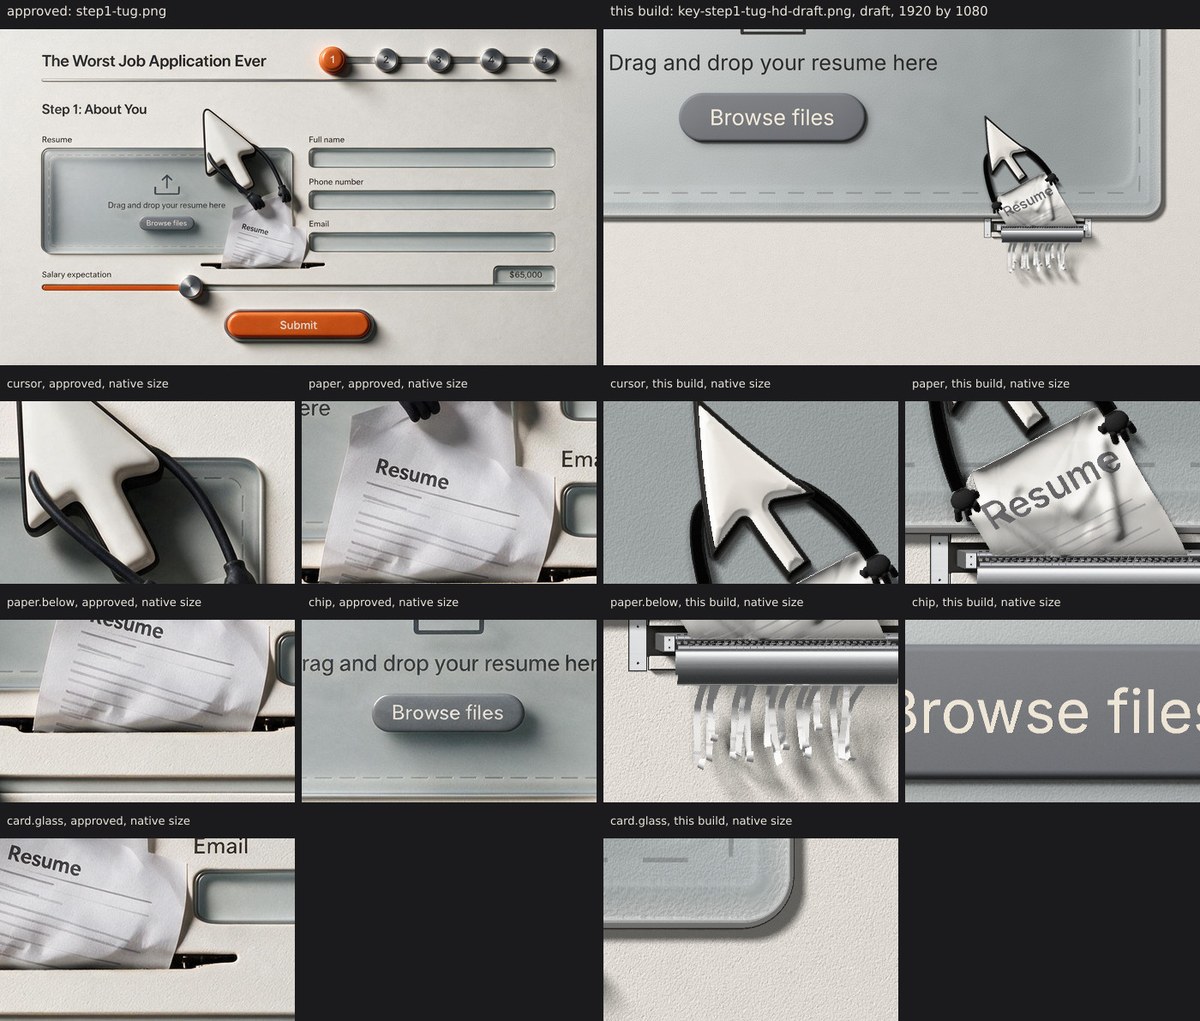 approved: step1-tug.png
this build: key-step1-tug-hd-draft.png, draft, 1920 by 1080
The Worst Job Application Ever
1 2 3 4 5
Step 1: About You
Resume
Full name
Phone number
Email
Drag and drop your resume here
Browse files
Resume
Salary expectation
$65,000
Submit
Drag and drop your resume here
Browse files
Resume
cursor, approved, native size
paper, approved, native size
cursor, this build, native size
paper, this build, native size
ere
Resume
Ema
Resume
paper.below, approved, native size
chip, approved, native size
paper.below, this build, native size
chip, this build, native size
Resume
rag and drop your resume her
Browse files
Browse files
card.glass, approved, native size
card.glass, this build, native size
Resume
Email